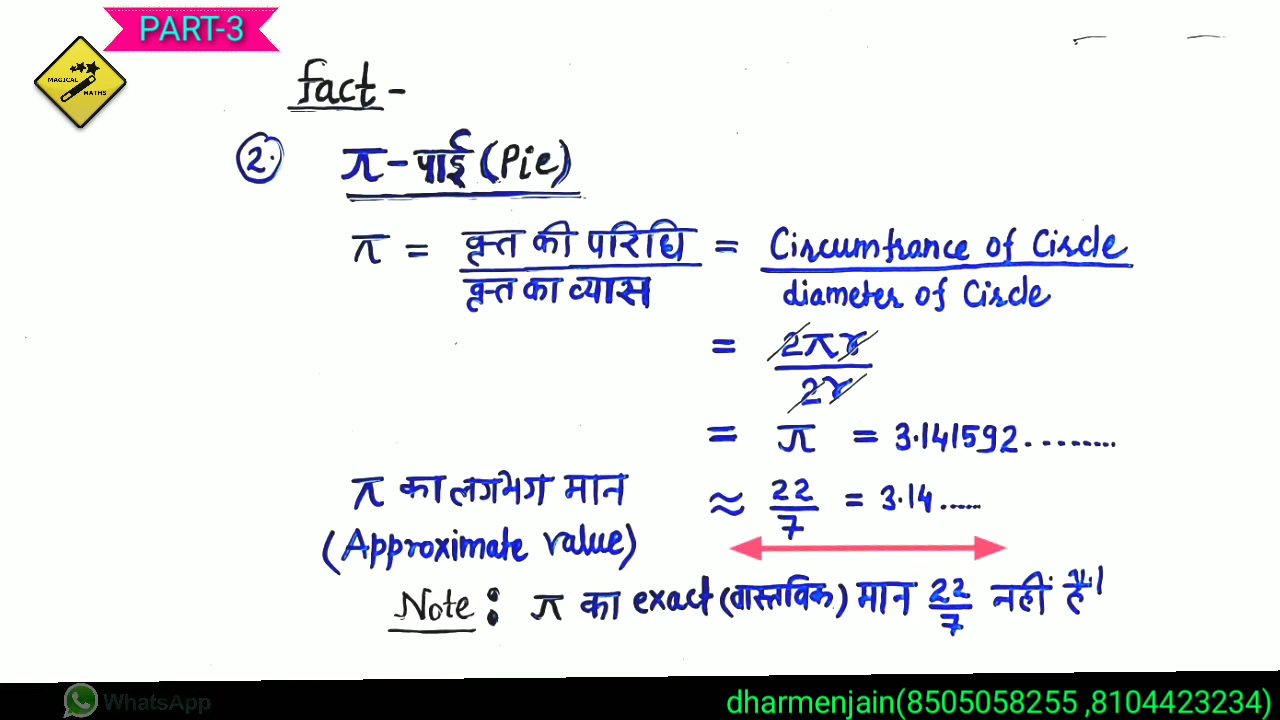 PART-3
MAGICAL MATHS
Fact -
2. π - पाई (Pie)
π = वृत्त की परिधि / वृत्त का व्यास = Circumfrance of Circle / diameter of Circle
= 2πr / 2r
= π = 3.141592........
π का लगभग मान ≈ 22/7 = 3.14......
(Approximate value)
Note : π का exact (वास्तविक) मान 22/7 नहीं है।
WhatsApp
dharmenjain(8505058255 ,8104423234)